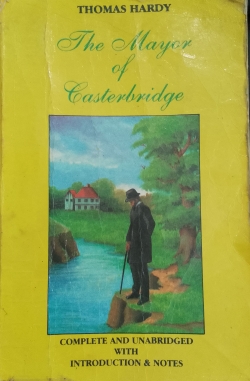 THOMAS HARDY
The Mayor
of
Casterbridge
COMPLETE AND UNABRIDGED
WITH
INTRODUCTION & NOTES